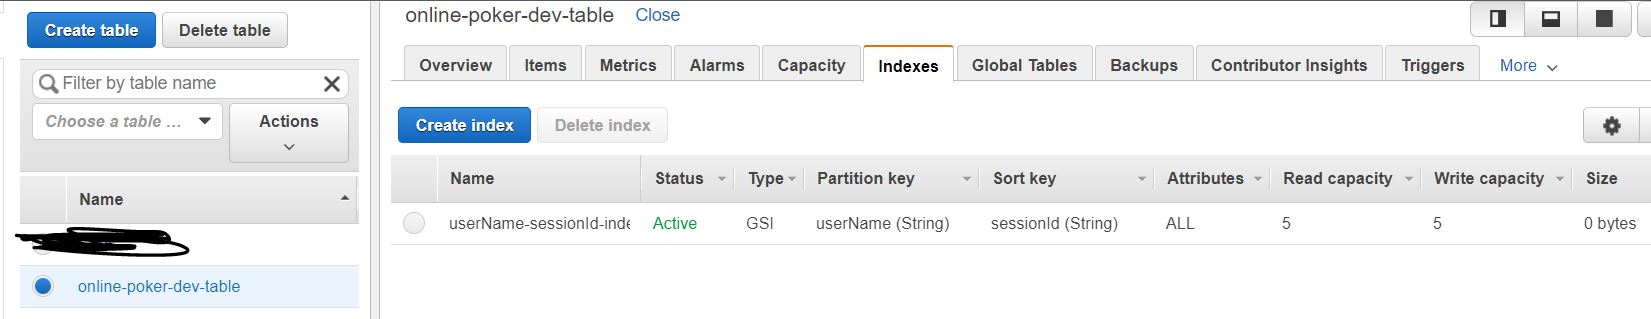 Create table
Delete table
Filter by table name
Choose a table ...
Actions
Name
online-poker-dev-table
online-poker-dev-table Close
Overview Items Metrics Alarms Capacity Indexes Global Tables Backups Contributor Insights Triggers More
Create index Delete index
Name Status Type Partition key Sort key Attributes Read capacity Write capacity Size
userName-sessionId-inde Active GSI userName (String) sessionId (String) ALL 5 5 0 bytes